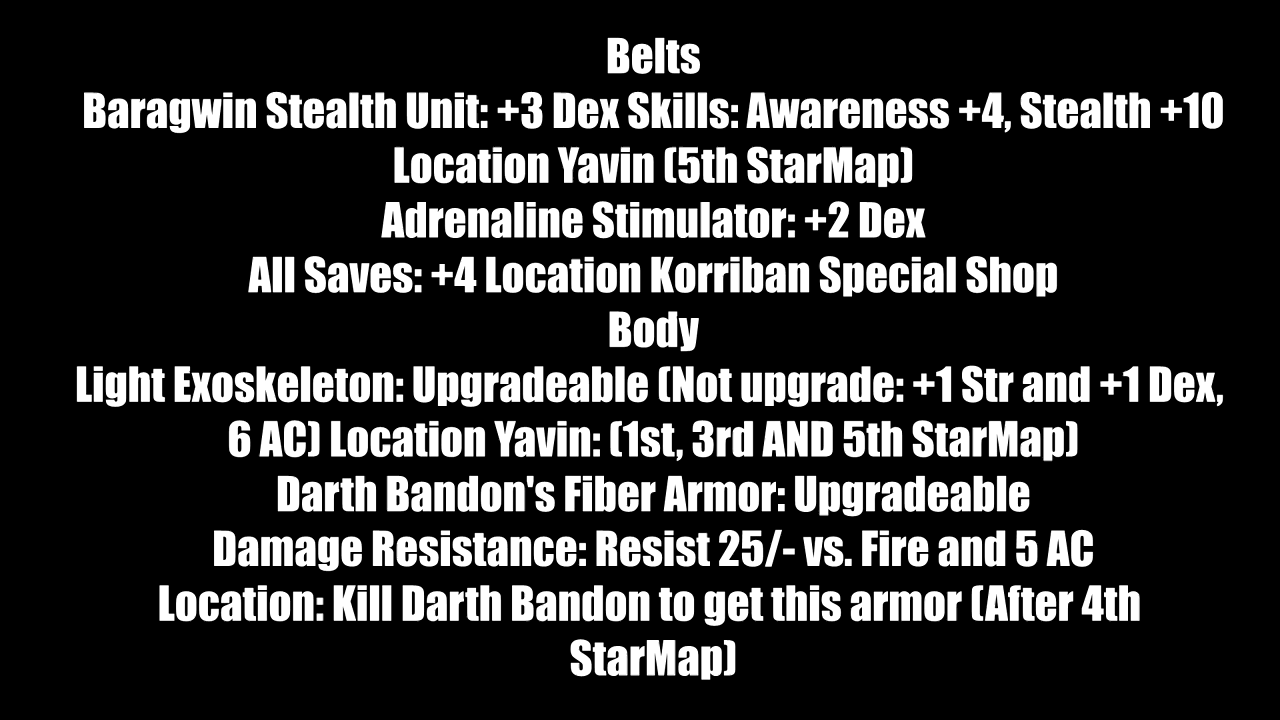 Belts
Baragwin Stealth Unit: +3 Dex Skills: Awareness +4, Stealth +10
Location Yavin (5th StarMap)
Adrenaline Stimulator: +2 Dex
All Saves: +4 Location Korriban Special Shop
Body
Light Exoskeleton: Upgradeable (Not upgrade: +1 Str and +1 Dex,
6 AC) Location Yavin: (1st, 3rd AND 5th StarMap)
Darth Bandon's Fiber Armor: Upgradeable
Damage Resistance: Resist 25/- vs. Fire and 5 AC
Location: Kill Darth Bandon to get this armor (After 4th
StarMap)